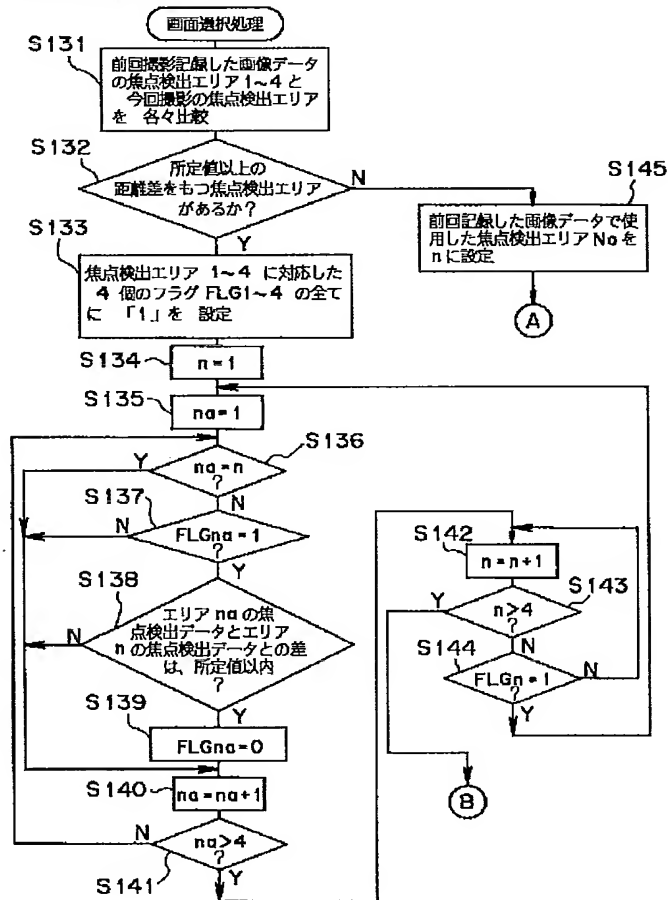 画面選択処理
S131
前回撮影記録した画像データ
の焦点検出エリア1~4と
今回撮影の焦点検出エリア
を 各々比較
S132
所定値以上の
距離差をもつ焦点検出エリア
があるか?
N
Y
S145
前回記録した画像データで使
用した焦点検出エリアNoを
nに設定
A
S133
焦点検出エリア 1~4 に対応した
4 個のフラグ FLG1~4 の全て
に 「1」を 設定
S134
n=1
S135
na=1
S136
na=n
?
Y
N
S137
FLGna=1
?
N
Y
S138
エリア na の焦
点検出データとエリア
n の焦点検出データとの差
は、所定値以内
?
N
Y
S139
FLGna=0
S140
na=na+1
S141
na>4
?
N
Y
S142
n=n+1
S143
n>4
?
Y
N
S144
FLGn=1
?
N
Y
B